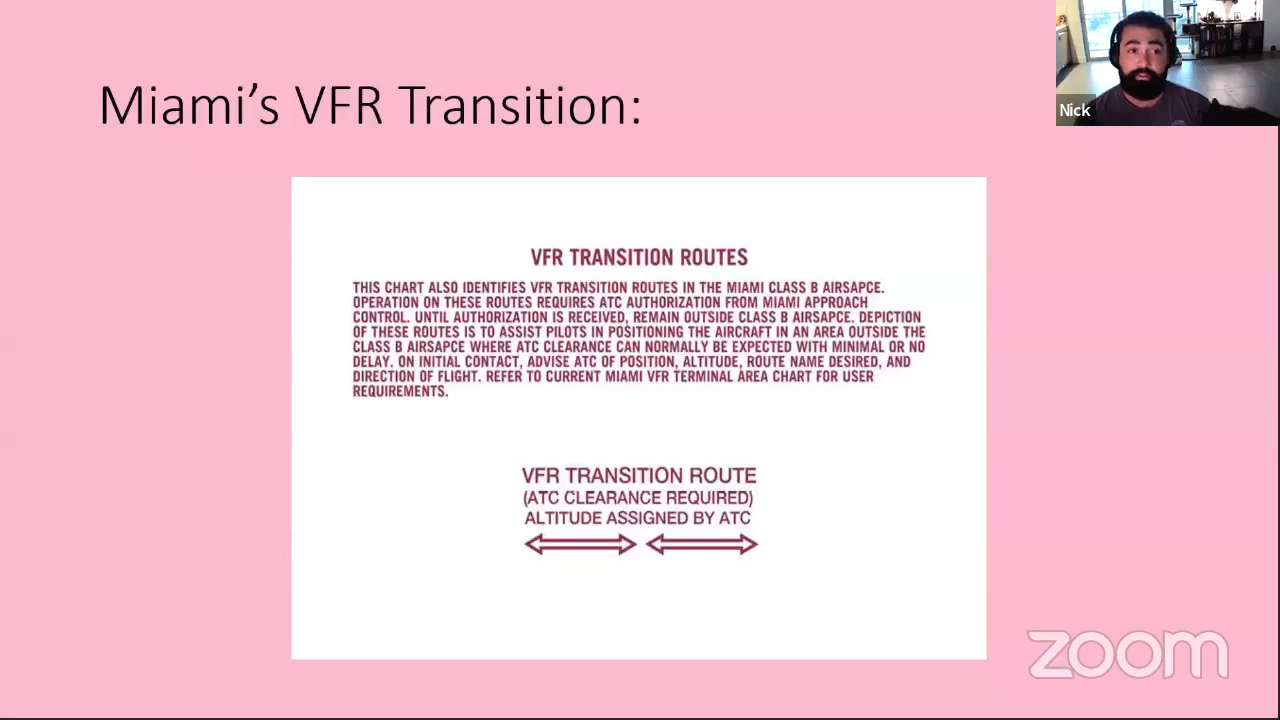 Miami's VFR Transition:
Nick
VFR TRANSITION ROUTES
THIS CHART ALSO IDENTIFIES VFR TRANSITION ROUTES IN THE MIAMI CLASS B AIRSAPCE.
OPERATION ON THESE ROUTES REQUIRES ATC AUTHORIZATION FROM MIAMI APPROACH
CONTROL. UNTIL AUTHORIZATION IS RECEIVED, REMAIN OUTSIDE CLASS B AIRSAPCE. DEPICTION
OF THESE ROUTES IS TO ASSIST PILOTS IN POSITIONING THE AIRCRAFT IN AN AREA OUTSIDE THE
CLASS B AIRSAPCE WHERE ATC CLEARANCE CAN NORMALLY BE EXPECTED WITH MINIMAL OR NO
DELAY. ON INITIAL CONTACT, ADVISE ATC OF POSITION, ALTITUDE, ROUTE NAME DESIRED, AND
DIRECTION OF FLIGHT. REFER TO CURRENT MIAMI VFR TERMINAL AREA CHART FOR USER
REQUIREMENTS.
VFR TRANSITION ROUTE
(ATC CLEARANCE REQUIRED)
ALTITUDE ASSIGNED BY ATC
zoom